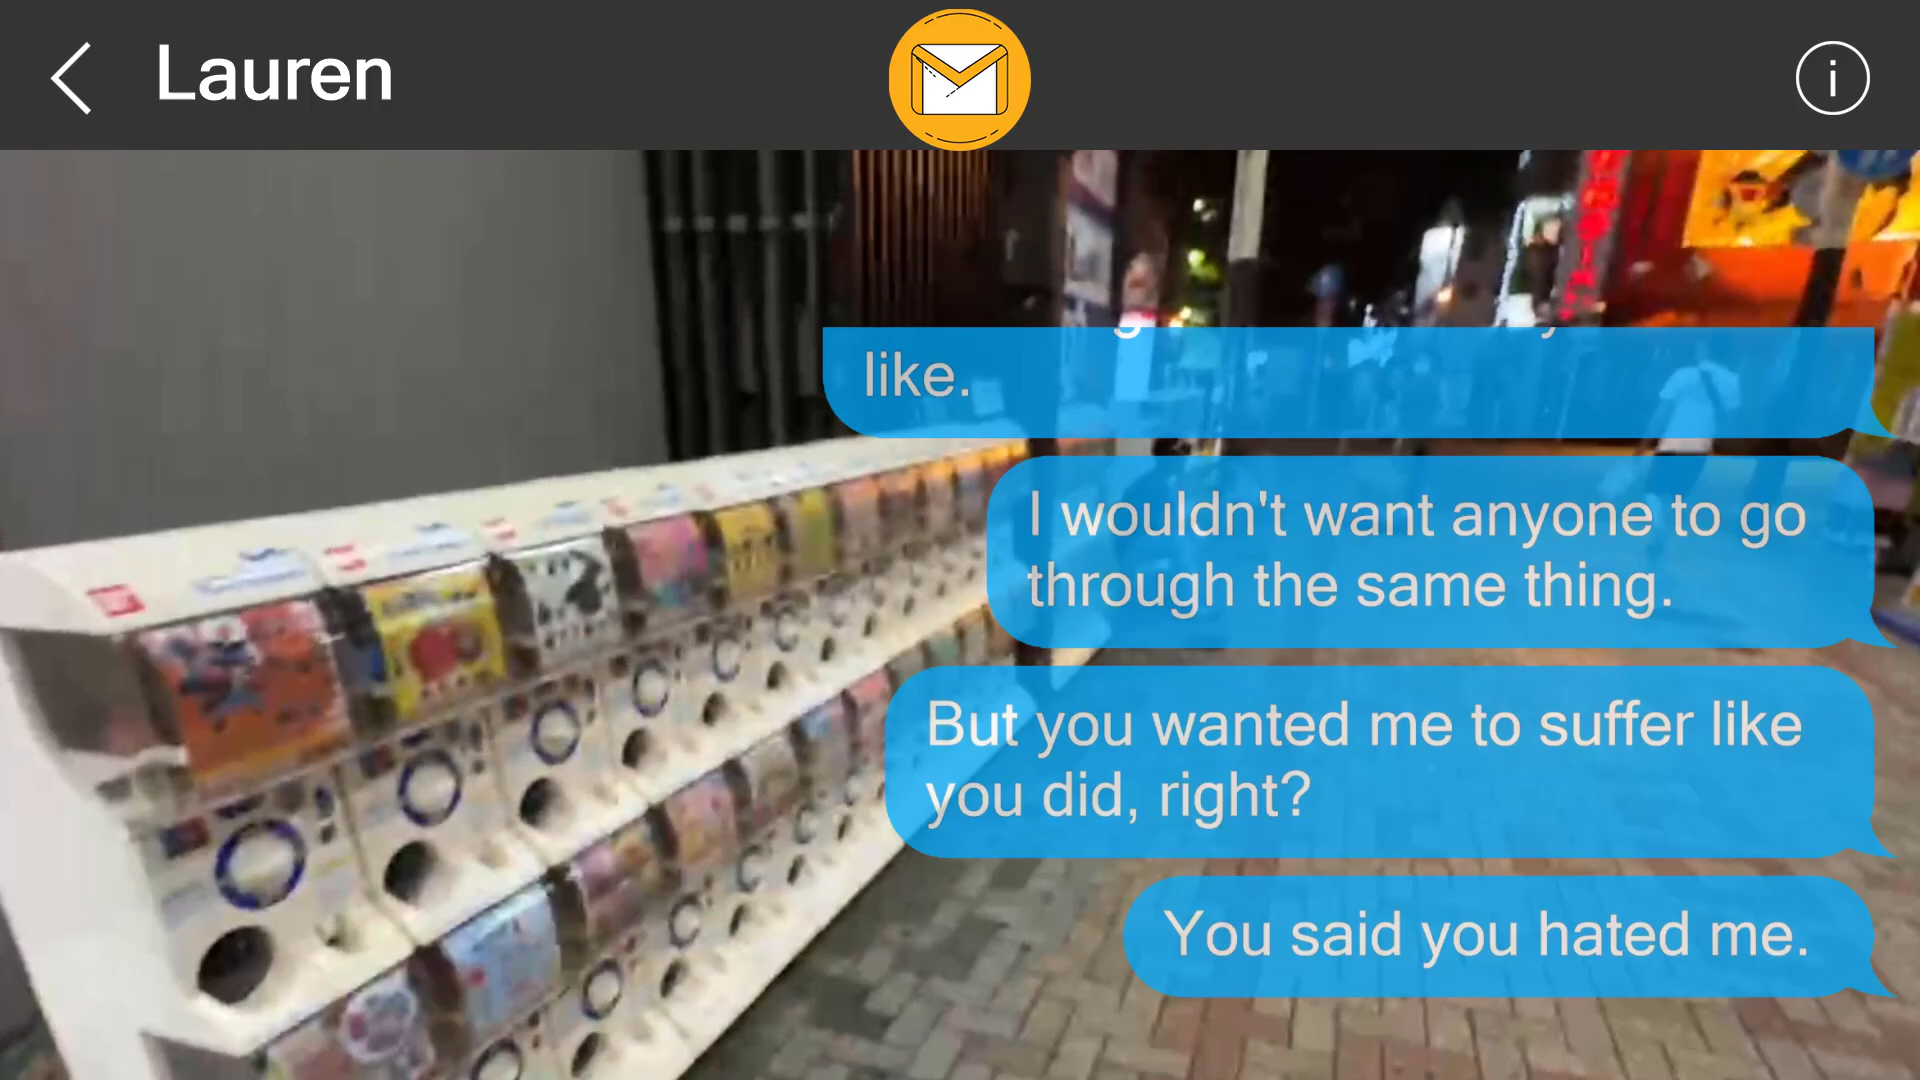 Lauren
like.
I wouldn't want anyone to go
through the same thing.
But you wanted me to suffer like
you did, right?
You said you hated me.